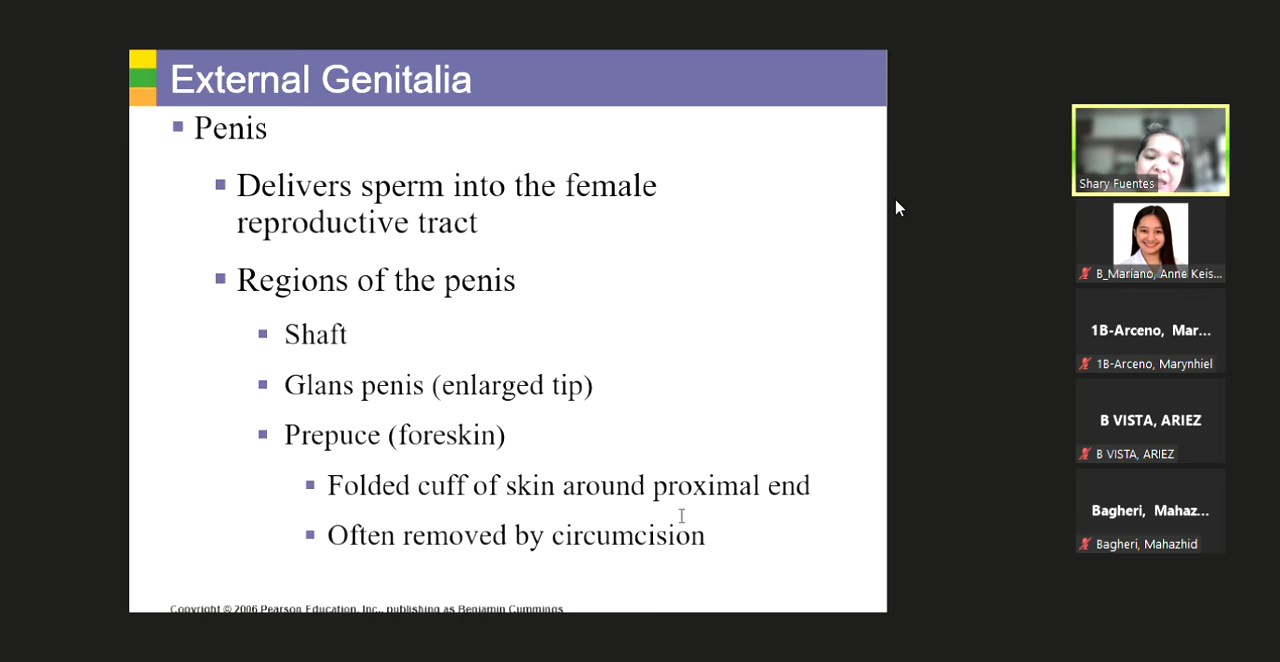 External Genitalia
Penis
Delivers sperm into the female
reproductive tract
Regions of the penis
Shaft
Glans penis (enlarged tip)
Prepuce (foreskin)
Folded cuff of skin around proximal end
Often removed by circumcision
Copyright © 2006 Pearson Education, Inc., publishing as Benjamin Cummings
Shary Fuentes
B_Mariano, Anne Keis...
1B-Arceno, Mar...
1B-Arceno, Marynhiel
B VISTA, ARIEZ
B VISTA, ARIEZ
Bagheri, Mahaz...
Bagheri, Mahazhid